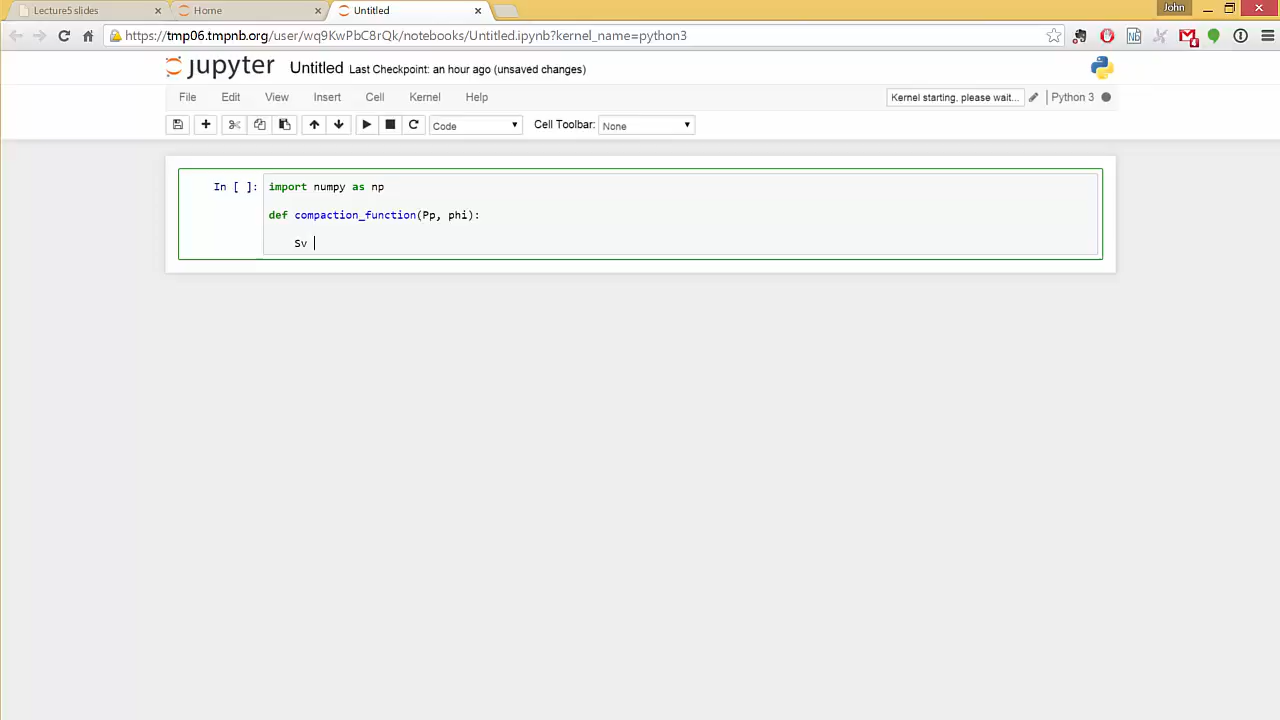 Lecture5 slides
Home
Untitled
John
https://tmp06.tmpnb.org/user/wq9KwPbC8rQk/notebooks/Untitled.ipynb?kernel_name=python3
jupyter Untitled Last Checkpoint: an hour ago (unsaved changes)
File Edit View Insert Cell Kernel Help Kernel starting, please wait... Python 3
Code Cell Toolbar: None
In [ ]: import numpy as np
def compaction_function(Pp, phi):
Sv